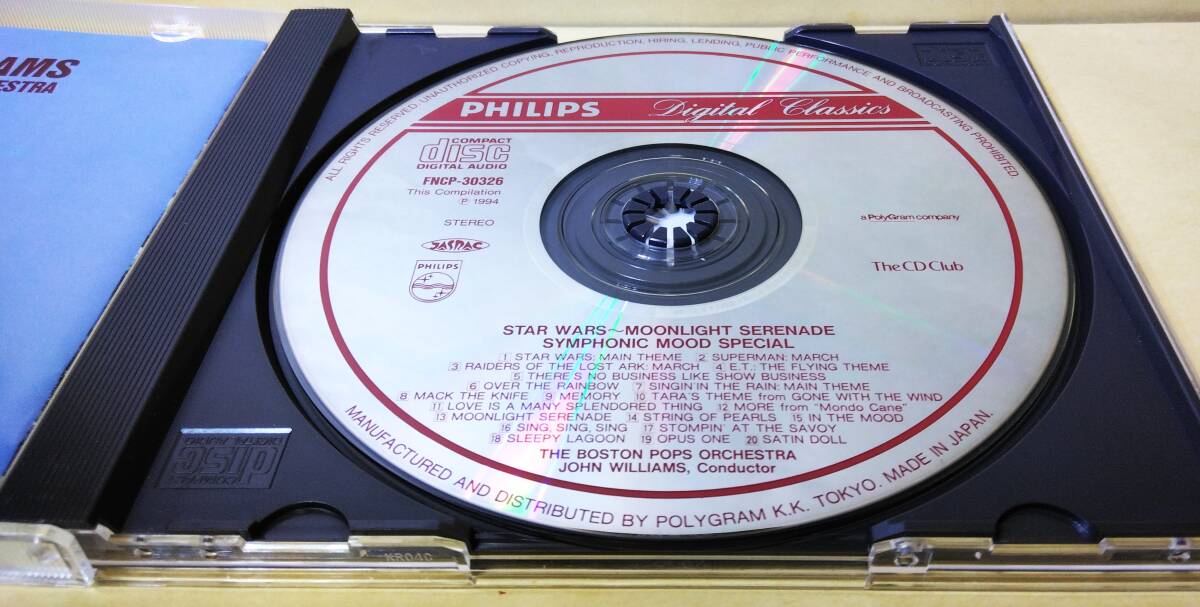 AMS
ESTRA
ALL RIGHTS RESERVED. UNAUTHORIZED COPYING, REPRODUCTION, HIRING, LENDING, PUBLIC PERFORMANCE AND BROADCASTING PROHIBITED.
PHILIPS Digital Classics
COMPACT
disc
DIGITAL AUDIO
FNCP-30326
This Compilation
Ⓟ 1994
STEREO
JASRAC
PHILIPS
a PolyGram company
The CD Club
STAR WARS~MOONLIGHT SERENADE
SYMPHONIC MOOD SPECIAL
1 STAR WARS: MAIN THEME 2 SUPERMAN: MARCH
3 RAIDERS OF THE LOST ARK: MARCH 4 E.T.: THE FLYING THEME
5 THERE'S NO BUSINESS LIKE SHOW BUSINESS
6 OVER THE RAINBOW 7 SINGIN' IN THE RAIN: MAIN THEME
8 MACK THE KNIFE 9 MEMORY 10 TARA'S THEME from GONE WITH THE WIND
11 LOVE IS A MANY SPLENDORED THING 12 MORE from "Mondo Cane"
13 MOONLIGHT SERENADE 14 STRING OF PEARLS 15 IN THE MOOD
16 SING, SING, SING 17 STOMPIN' AT THE SAVOY
18 SLEEPY LAGOON 19 OPUS ONE 20 SATIN DOLL
THE BOSTON POPS ORCHESTRA
JOHN WILLIAMS, Conductor
MANUFACTURED AND DISTRIBUTED BY POLYGRAM K.K. TOKYO. MADE IN JAPAN.
COMPACT
disc
DIGITAL AUDIO
KR04C